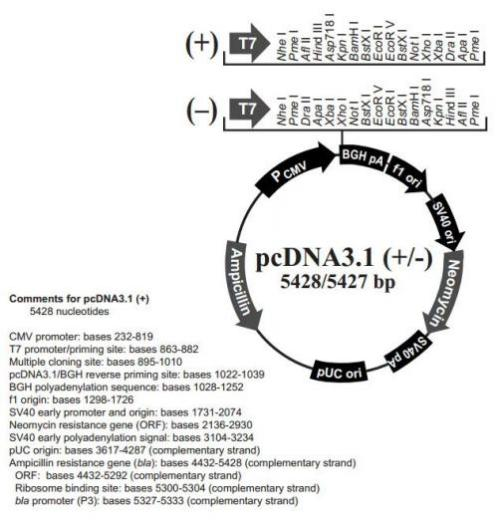 (+) T7 Nhe I Pme I Afl II Hind III Asp718 I Kpn I BamH I BstX I EcoR I EcoR V BstX I Not I Xho I Xba I Dra II Apa I Pme I
(–) T7 Nhe I Pme I Dra II Apa I Xba I Xho I Not I BstX I EcoR V EcoR I BstX I BamH I Asp718 I Kpn I Hind III Afl II Pme I
PCMV
BGH pA
f1 ori
SV40 ori
Neomycin
SV40 pA
pUC ori
Ampicillin
pcDNA3.1 (+/-)
5428/5427 bp
Comments for pcDNA3.1 (+)
5428 nucleotides
CMV promoter: bases 232-819
T7 promoter/priming site: bases 863-882
Multiple cloning site: bases 895-1010
pcDNA3.1/BGH reverse priming site: bases 1022-1039
BGH polyadenylation sequence: bases 1028-1252
f1 origin: bases 1298-1726
SV40 early promoter and origin: bases 1731-2074
Neomycin resistance gene (ORF): bases 2136-2930
SV40 early polyadenylation signal: bases 3104-3234
pUC origin: bases 3617-4287 (complementary strand)
Ampicillin resistance gene (bla): bases 4432-5428 (complementary strand)
ORF: bases 4432-5292 (complementary strand)
Ribosome binding site: bases 5300-5304 (complementary strand)
bla promoter (P3): bases 5327-5333 (complementary strand)